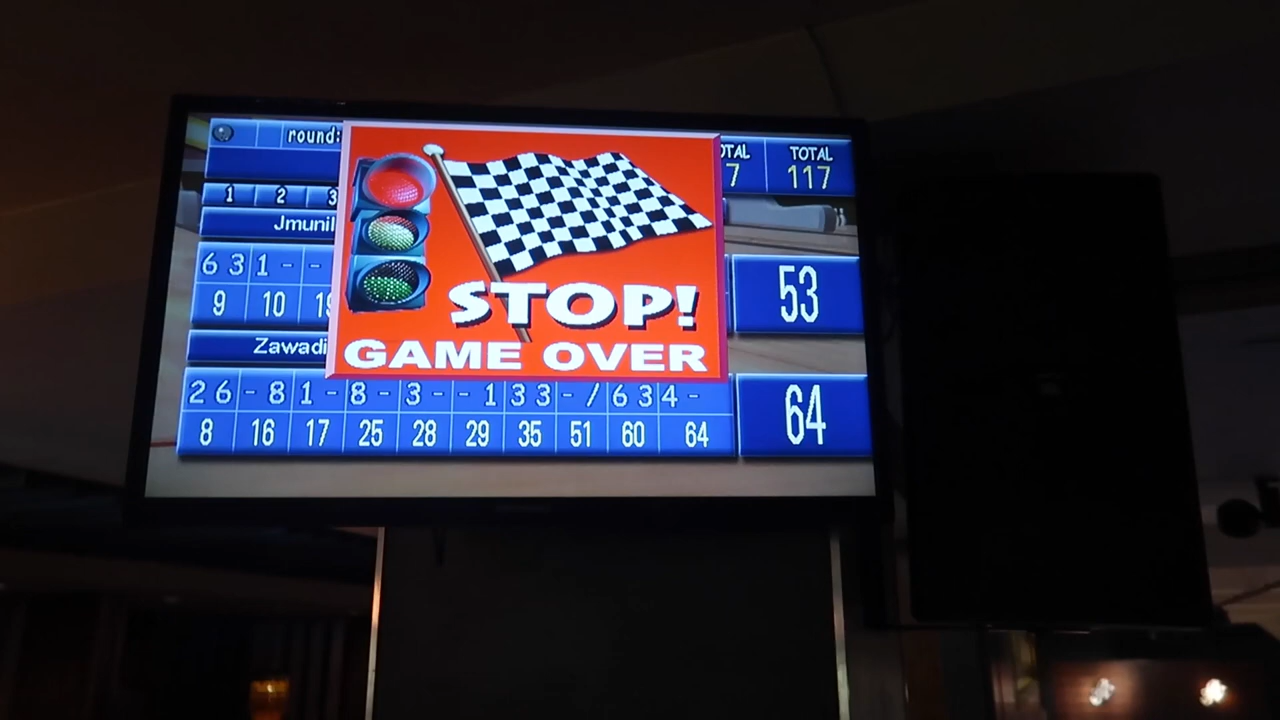 round:
OTAL TOTAL
7 117
1 2 3
Jmunil
6 3 1 - -
9 10 19
53
STOP!
GAME OVER
Zawadi
2 6 - 8 1 - 8 - 3 - - 1 3 3 - / 6 3 4 -
8 16 17 25 28 29 35 51 60 64
64